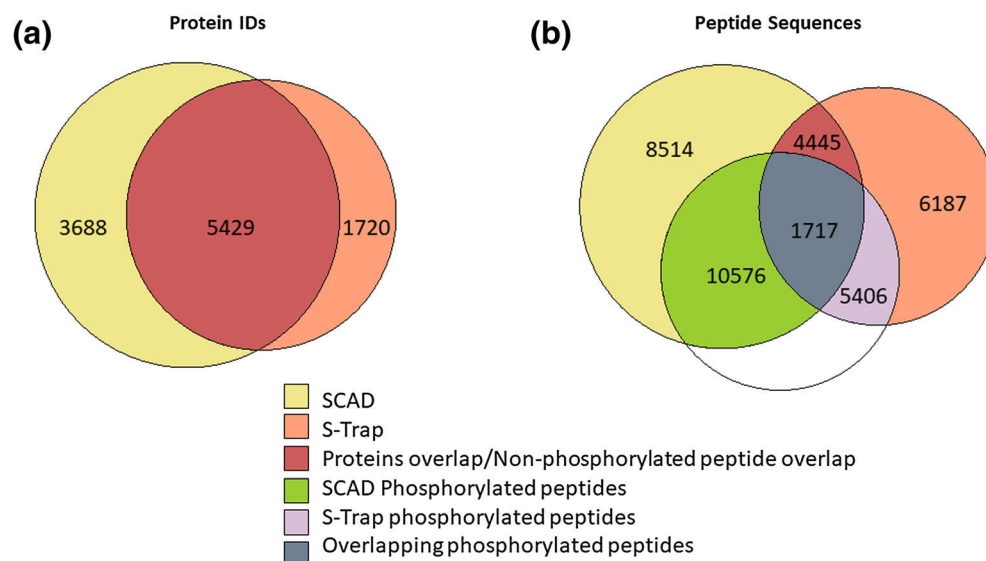 (a)
Protein IDs
3688
5429
1720
(b)
Peptide Sequences
8514
4445
6187
1717
10576
5406
SCAD
S-Trap
Proteins overlap/Non-phosphorylated peptide overlap
SCAD Phosphorylated peptides
S-Trap phosphorylated peptides
Overlapping phosphorylated peptides